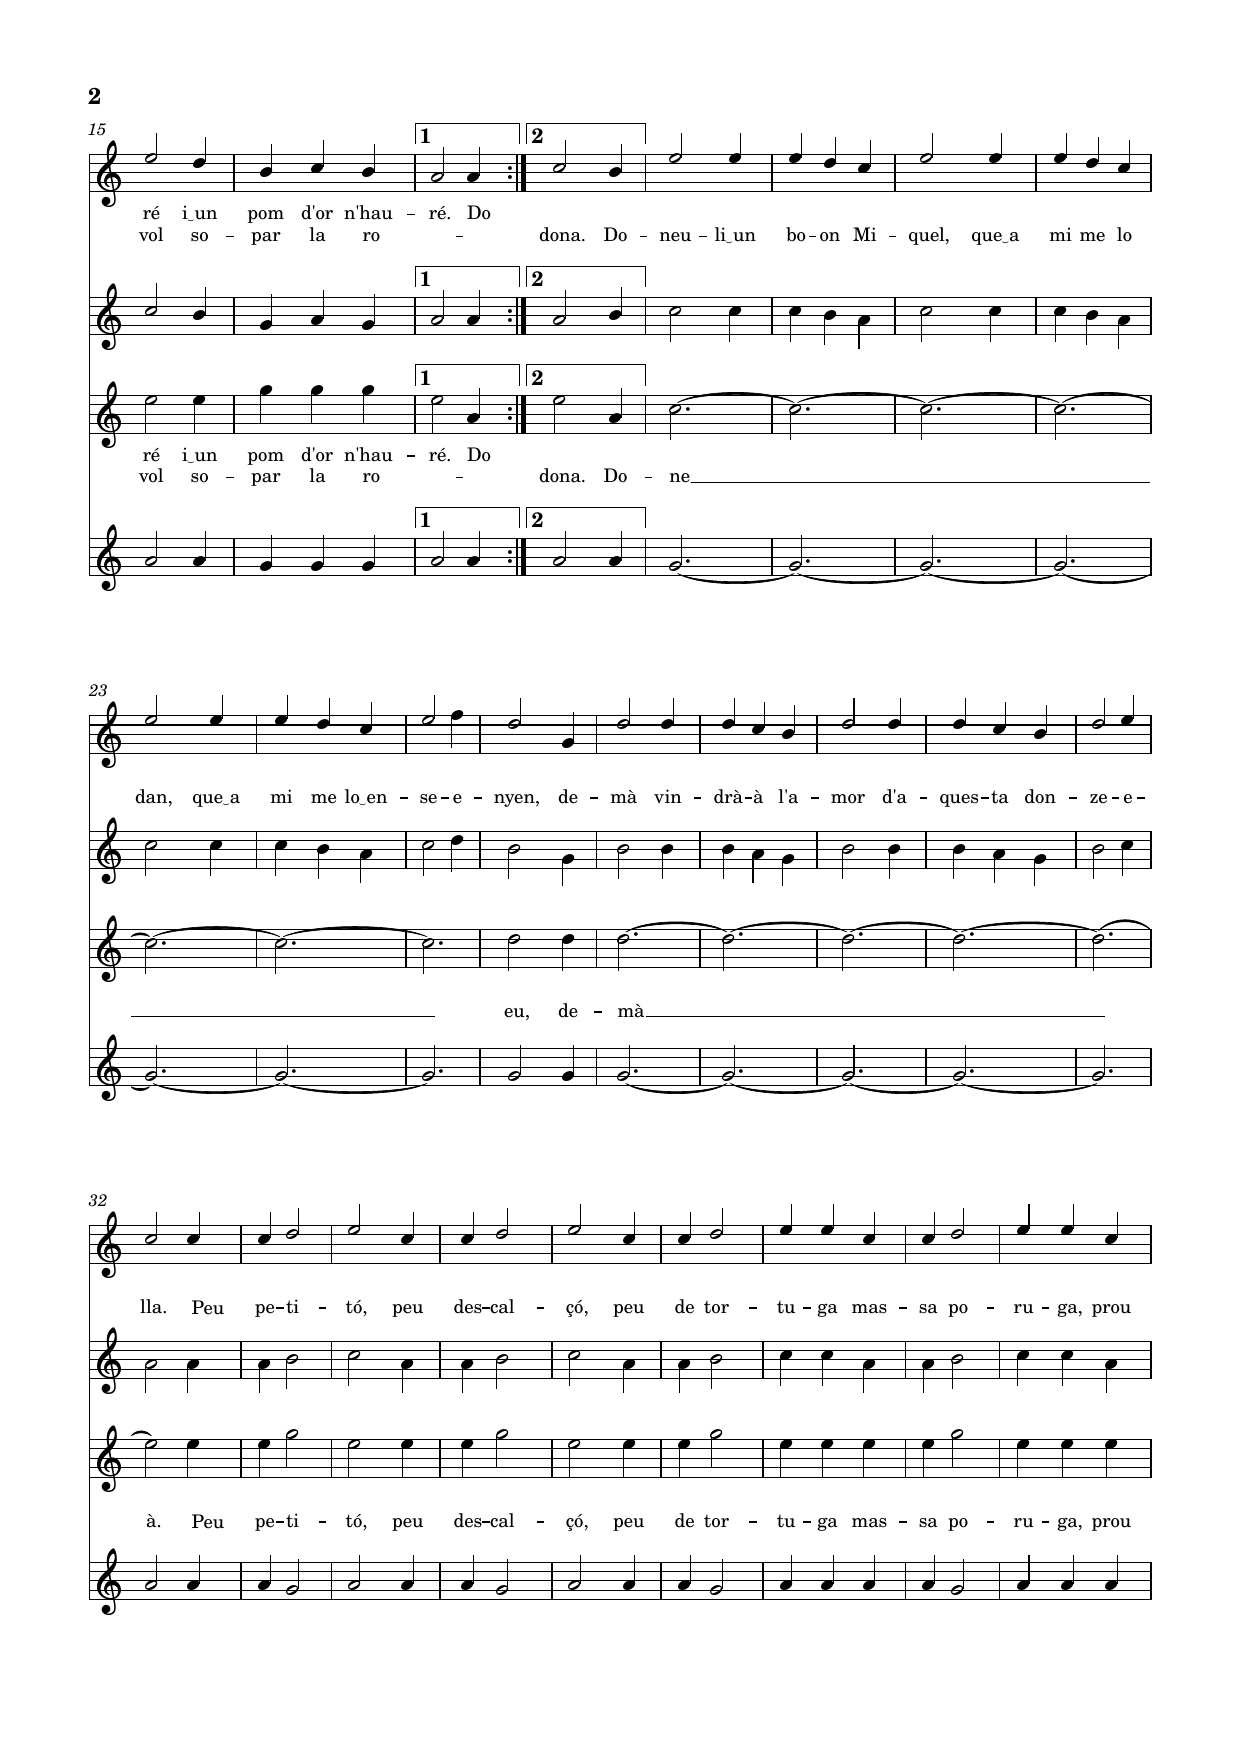 2
15
1 2
ré i‿un pom d'or n'hau – ré. Do
vol so – par la ro – – dona. Do – neu – li‿un bo – on Mi – quel, que‿a mi me lo
1 2
1 2
ré i‿un pom d'or n'hau – ré. Do
vol so – par la ro – – dona. Do – ne
1 2
23
dan, que‿a mi me lo‿en – se – e – nyen, de – mà vin – drà – à l'a – mor d'a – ques – ta don – ze – e –
eu, de – mà
32
lla. Peu pe – ti – tó, peu des – cal – çó, peu de tor – tu – ga mas – sa po – ru – ga, prou
à. Peu pe – ti – tó, peu des – cal – çó, peu de tor – tu – ga mas – sa po – ru – ga, prou